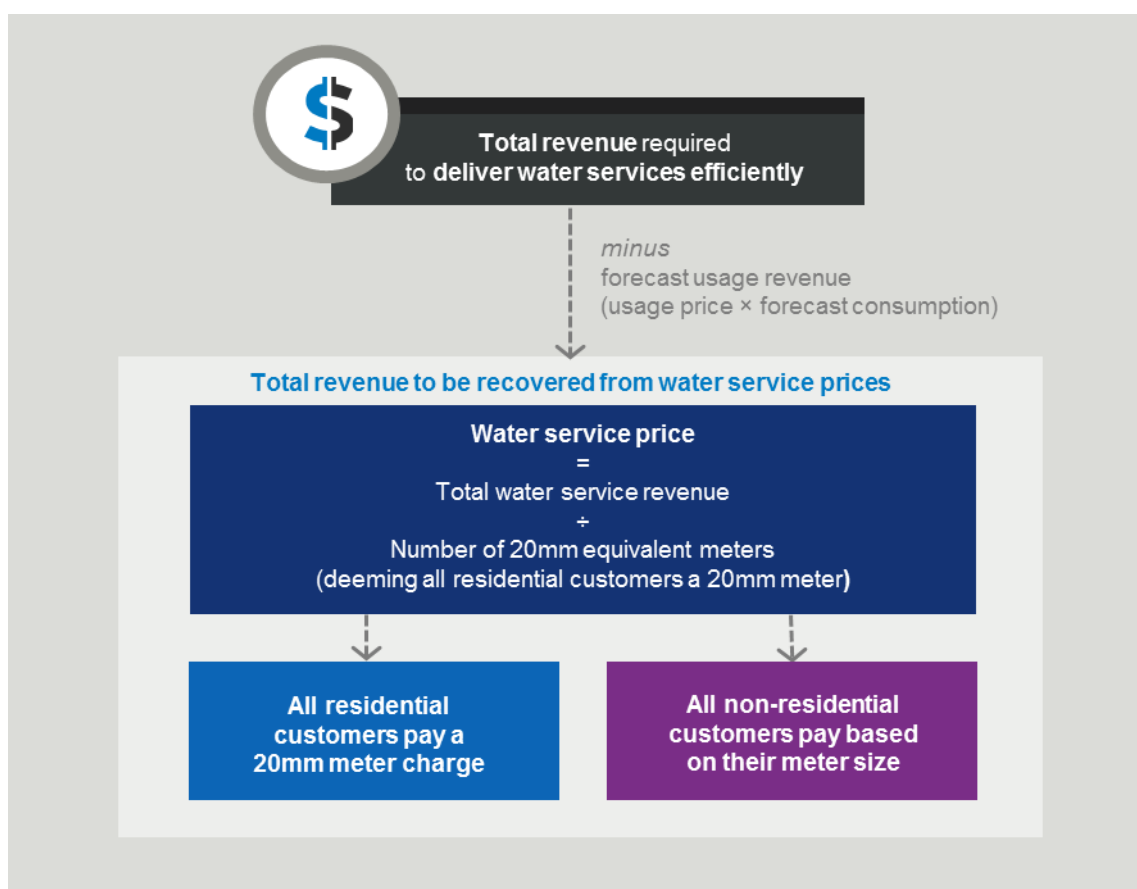 $
Total revenue required
to deliver water services efficiently
minus
forecast usage revenue
(usage price × forecast consumption)
Total revenue to be recovered from water service prices
Water service price
=
Total water service revenue
÷
Number of 20mm equivalent meters
(deeming all residential customers a 20mm meter)
All residential
customers pay a
20mm meter charge
All non-residential
customers pay based
on their meter size